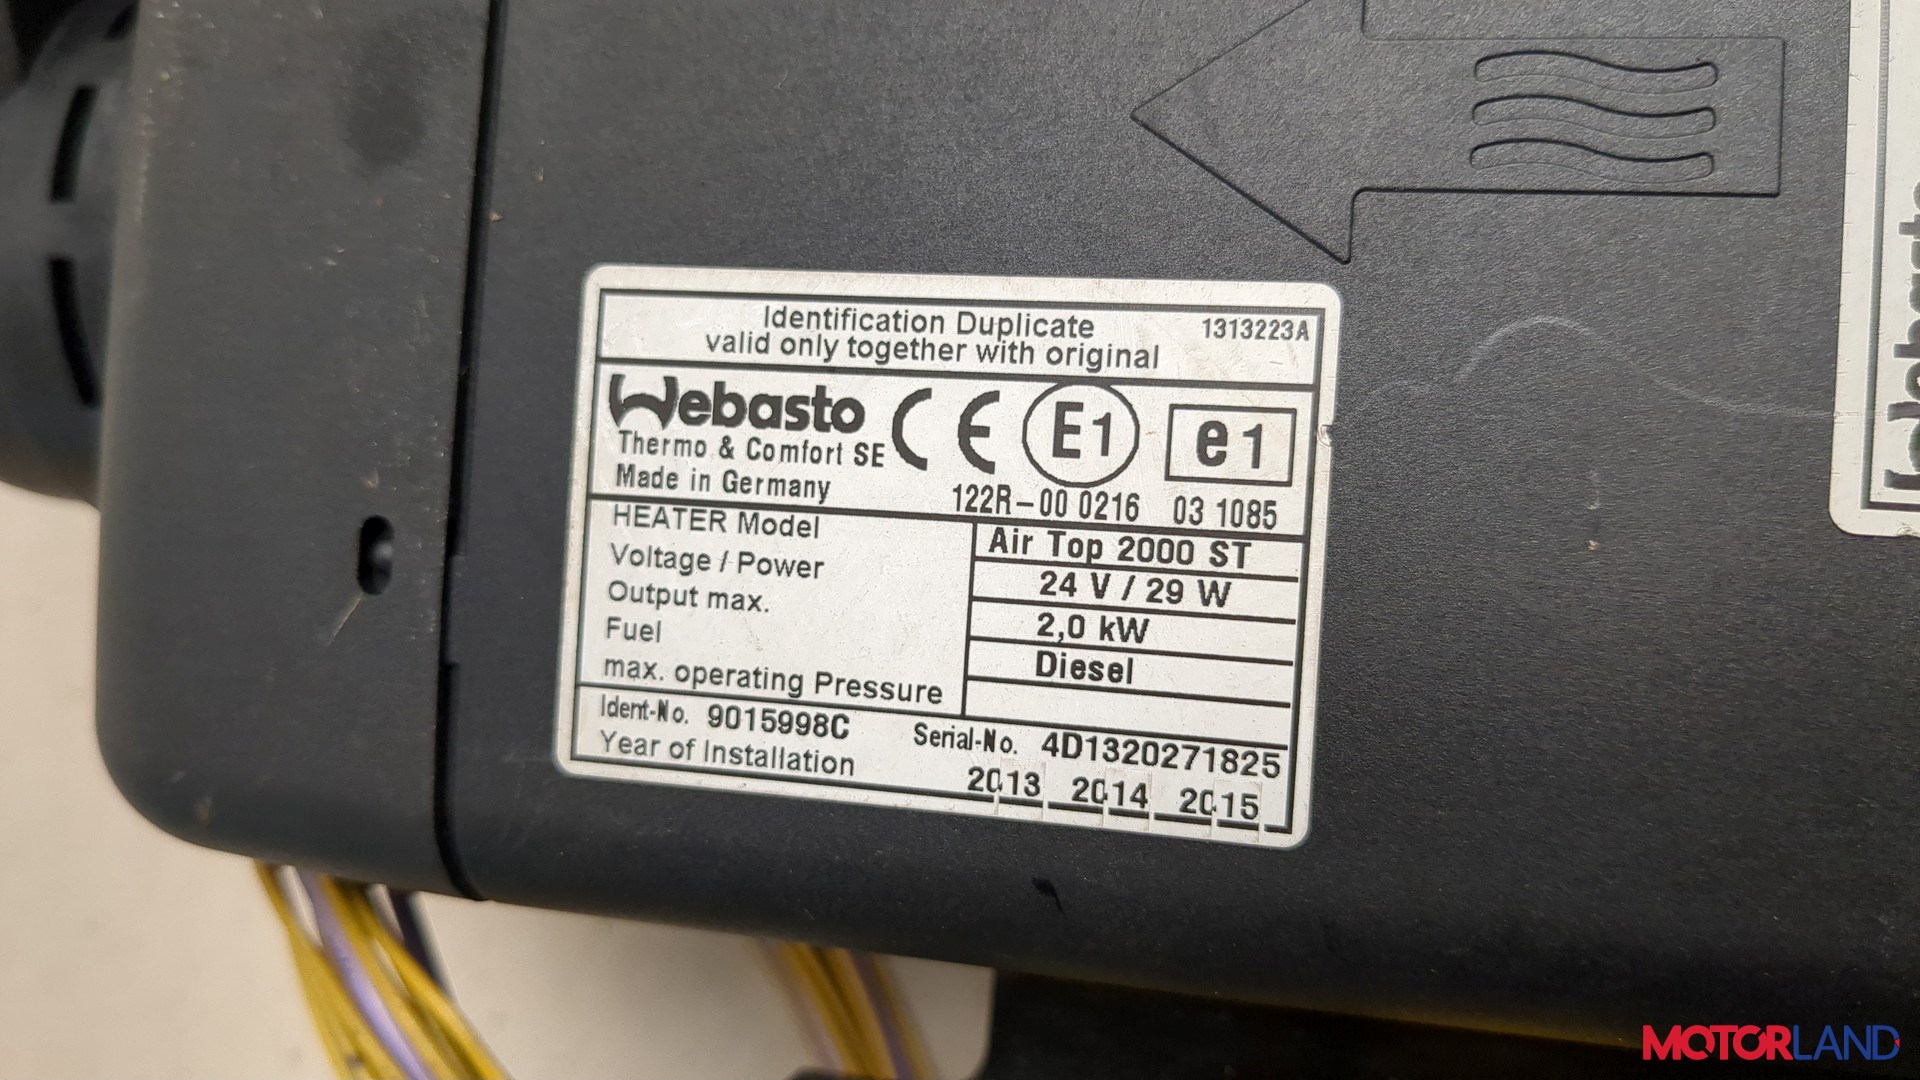 Identification Duplicate
valid only together with original
1313223A
Webasto
Thermo & Comfort SE
Made in Germany
CE
E1
e1
122R-00 0216
03 1085
HEATER Model
Air Top 2000 ST
Voltage / Power
24 V / 29 W
Output max.
2,0 kW
Fuel
Diesel
max. operating Pressure
Ident-No. 9015998C
Serial-No. 4D1320271825
Year of Installation
2013 2014 2015
Webasto
MOTORLAND